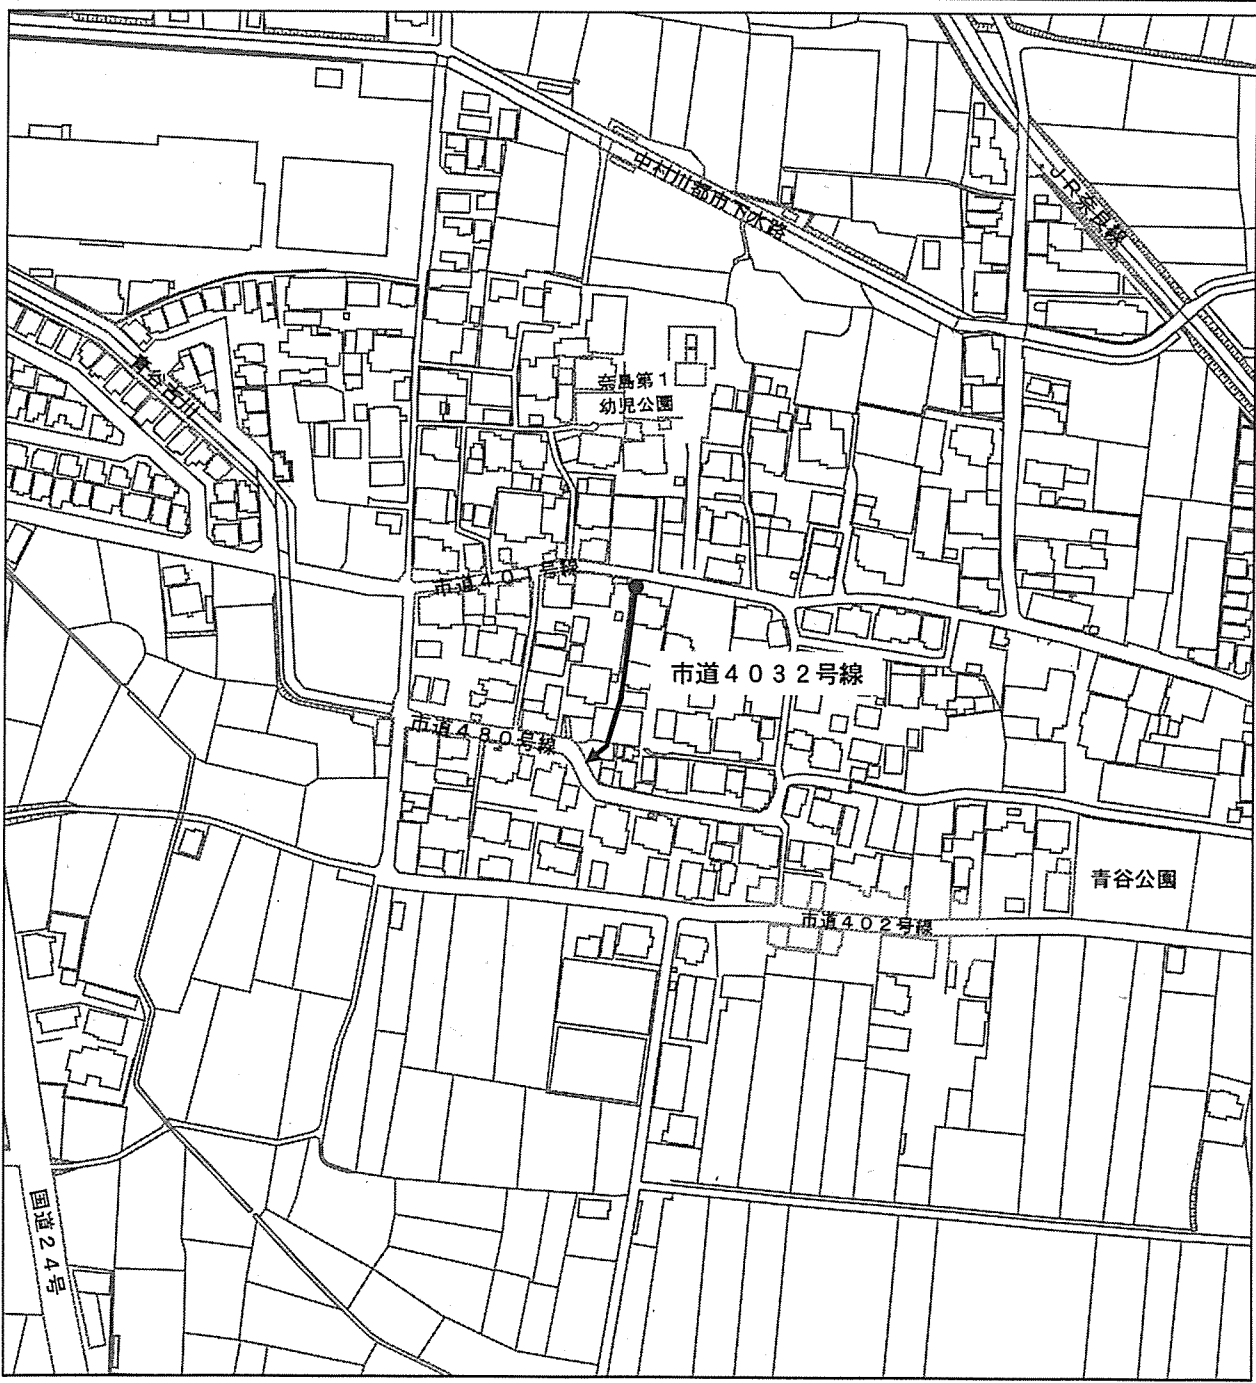 中村川都市下水路
JR奈良線
青谷古川
奈島第1
幼児公園
市道401号線
市道4032号線
市道480号線
青谷公園
市道402号線
国道24号